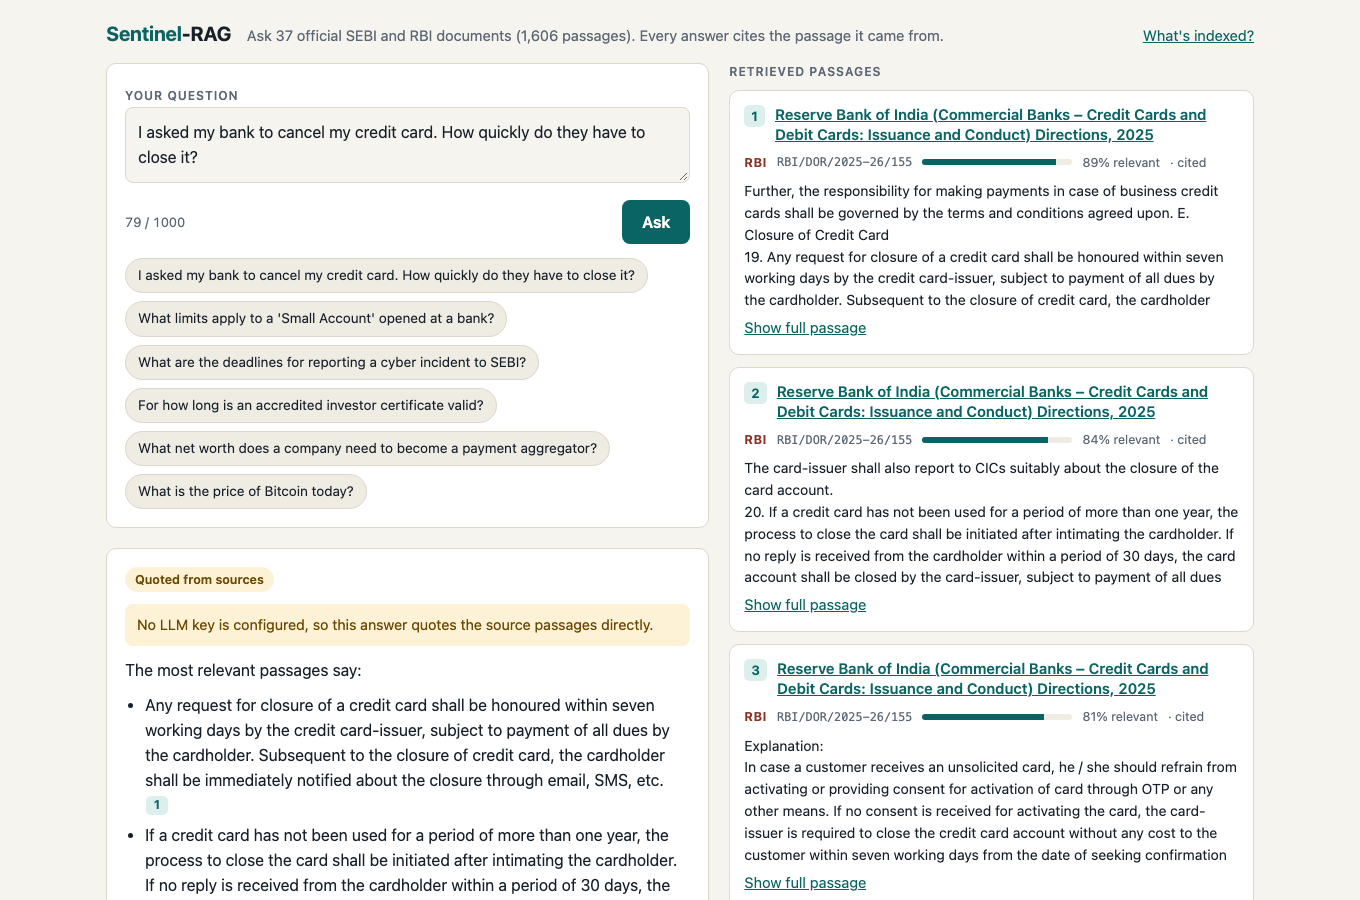 Sentinel-RAG Ask 37 official SEBI and RBI documents (1,606 passages). Every answer cites the passage it came from. What's indexed?
YOUR QUESTION
I asked my bank to cancel my credit card. How quickly do they have to
close it?
79 / 1000
Ask
I asked my bank to cancel my credit card. How quickly do they have to close it?
What limits apply to a 'Small Account' opened at a bank?
What are the deadlines for reporting a cyber incident to SEBI?
For how long is an accredited investor certificate valid?
What net worth does a company need to become a payment aggregator?
What is the price of Bitcoin today?
Quoted from sources
No LLM key is configured, so this answer quotes the source passages directly.
The most relevant passages say:
• Any request for closure of a credit card shall be honoured within seven
working days by the credit card-issuer, subject to payment of all dues by
the cardholder. Subsequent to the closure of credit card, the cardholder
shall be immediately notified about the closure through email, SMS, etc.
1
• If a credit card has not been used for a period of more than one year, the
process to close the card shall be initiated after intimating the cardholder.
If no reply is received from the cardholder within a period of 30 days, the
RETRIEVED PASSAGES
1 Reserve Bank of India (Commercial Banks – Credit Cards and
Debit Cards: Issuance and Conduct) Directions, 2025
RBI RBI/DOR/2025-26/155 89% relevant · cited
Further, the responsibility for making payments in case of business credit
cards shall be governed by the terms and conditions agreed upon. E.
Closure of Credit Card
19. Any request for closure of a credit card shall be honoured within seven
working days by the credit card-issuer, subject to payment of all dues by
the cardholder. Subsequent to the closure of credit card, the cardholder
Show full passage
2 Reserve Bank of India (Commercial Banks – Credit Cards and
Debit Cards: Issuance and Conduct) Directions, 2025
RBI RBI/DOR/2025-26/155 84% relevant · cited
The card-issuer shall also report to CICs suitably about the closure of the
card account.
20. If a credit card has not been used for a period of more than one year, the
process to close the card shall be initiated after intimating the cardholder. If
no reply is received from the cardholder within a period of 30 days, the card
account shall be closed by the card-issuer, subject to payment of all dues
Show full passage
3 Reserve Bank of India (Commercial Banks – Credit Cards and
Debit Cards: Issuance and Conduct) Directions, 2025
RBI RBI/DOR/2025-26/155 81% relevant · cited
Explanation:
In case a customer receives an unsolicited card, he / she should refrain from
activating or providing consent for activation of card through OTP or any
other means. If no consent is received for activating the card, the card-
issuer is required to close the credit card account without any cost to the
customer within seven working days from the date of seeking confirmation
Show full passage